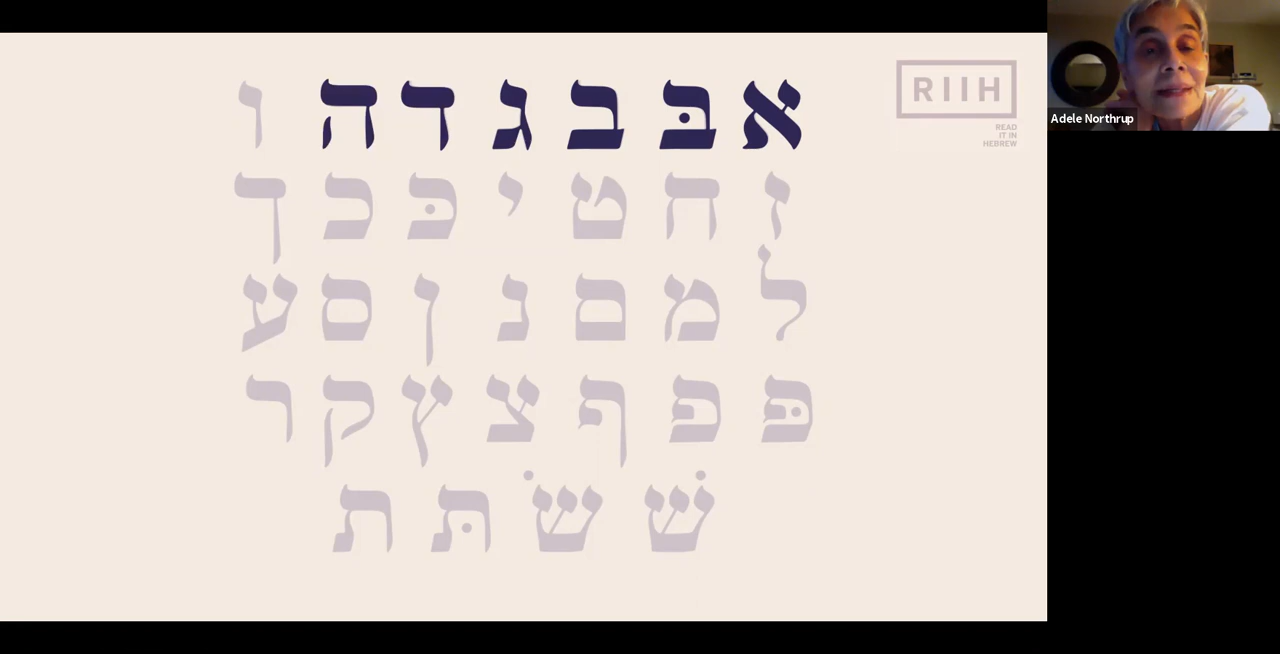 א בּ ב ג ד ה ו
ז ח ט י כּ כ ך
ל מ ם נ ן ס ע
פּ פ ף צ ץ ק ר
שׁ שׂ תּ ת
RIIH
READ
IT IN
HEBREW
Adele Northrup